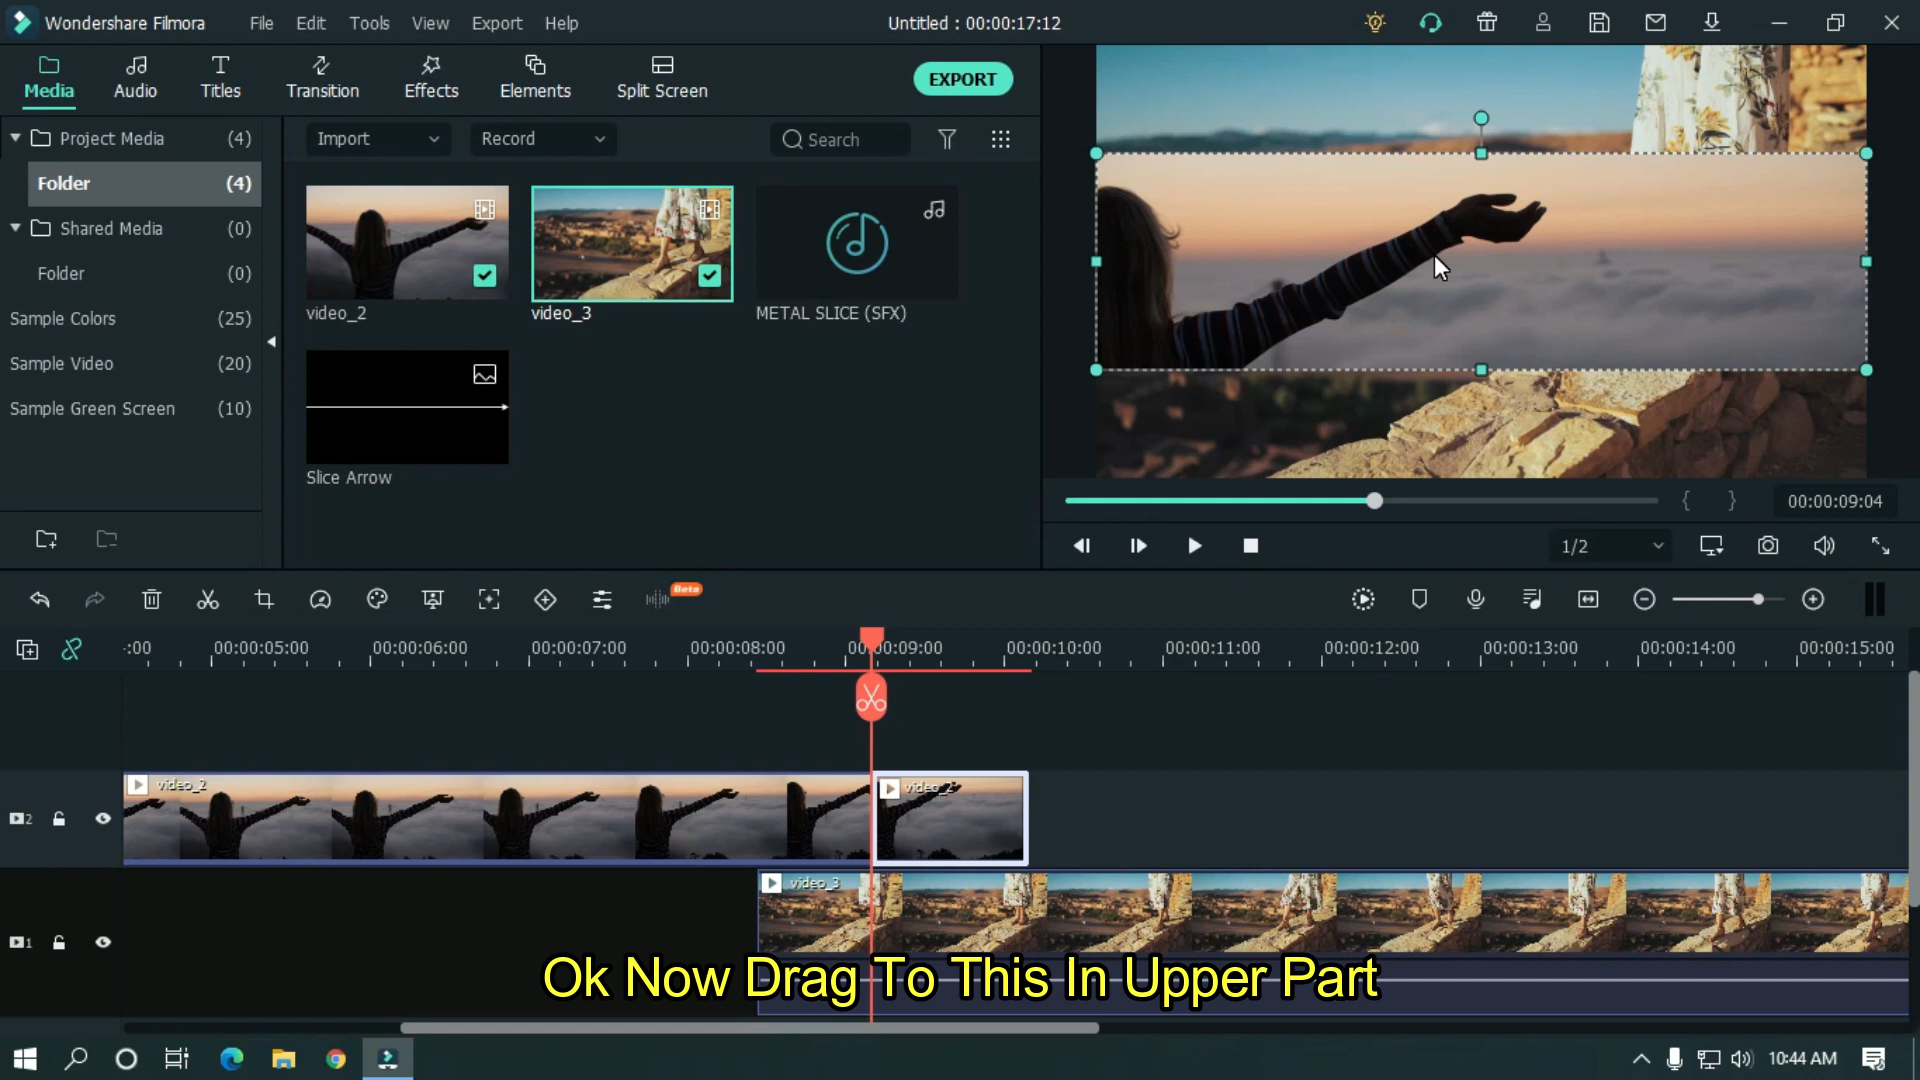 Wondershare Filmora
File
Edit
Tools
View
Export
Help
Untitled : 00:00:17:12
Media
Audio
Titles
Transition
Effects
Elements
Split Screen
EXPORT
Project Media (4)
Folder (4)
Shared Media (0)
Folder (0)
Sample Colors (25)
Sample Video (20)
Sample Green Screen (10)
Import
Record
Search
video_2
video_3
METAL SLICE (SFX)
Slice Arrow
{ } 00:00:09:04
1/2
Beta
:00 00:00:05:00 00:00:06:00 00:00:07:00 00:00:08:00 00:00:09:00 00:00:10:00 00:00:11:00 00:00:12:00 00:00:13:00 00:00:14:00 00:00:15:00
video_2
video_2
2
video_3
1
Ok Now Drag To This In Upper Part
10:44 AM